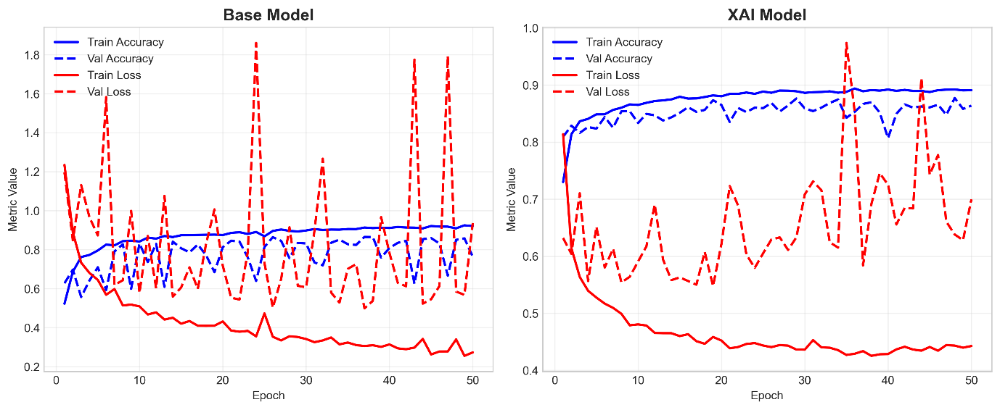 Base Model
Train Accuracy
Val Accuracy
Train Loss
Val Loss
Metric Value
1.8
1.6
1.4
1.2
1.0
0.8
0.6
0.4
0.2
0
10
20
30
40
50
Epoch
XAI Model
Train Accuracy
Val Accuracy
Train Loss
Val Loss
Metric Value
1.0
0.9
0.8
0.7
0.6
0.5
0.4
0
10
20
30
40
50
Epoch